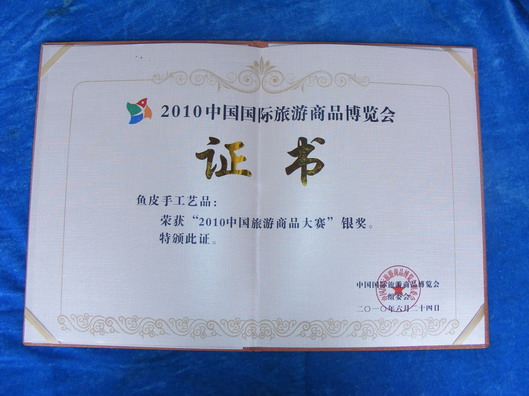 2010中国国际旅游商品博览会
证书
鱼皮手工艺品：
荣获“2010中国旅游商品大赛”银奖。
特颁此证。
中国国际旅游商品博览会
组委会
二〇一〇年六月二十四日